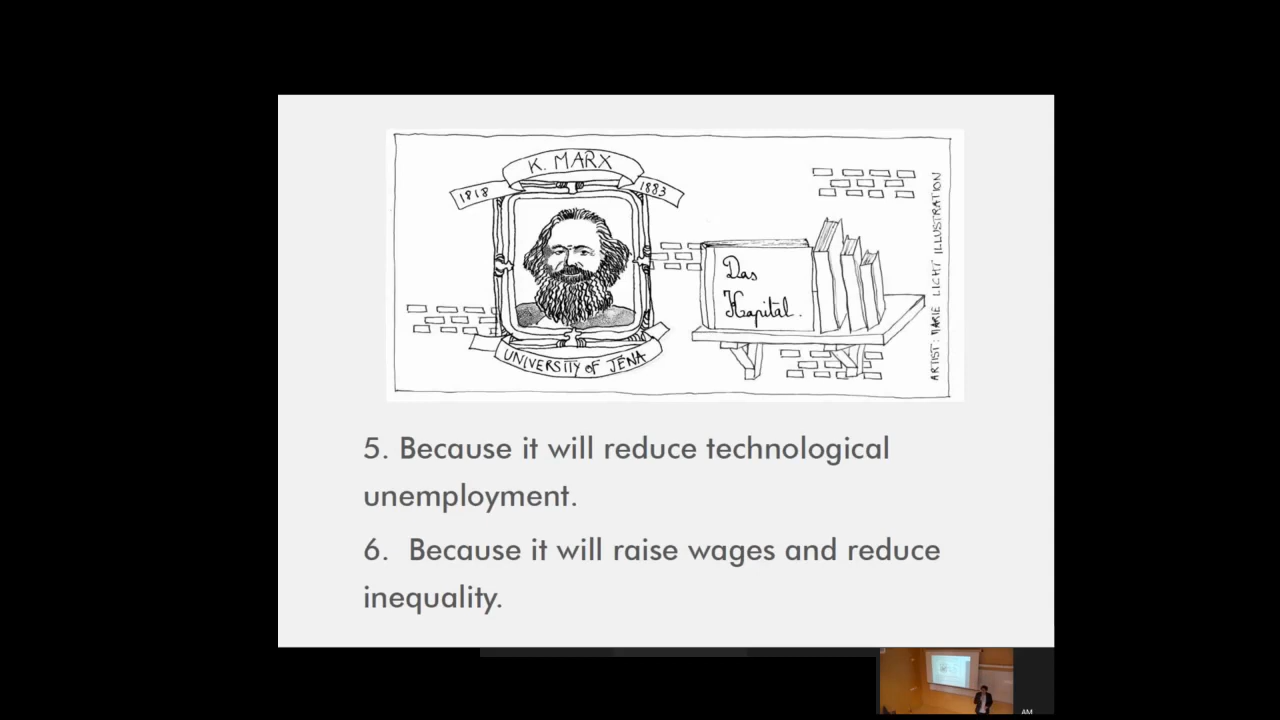 K. MARX
1818
1883
UNIVERSITY OF JENA
Das
Kapital.
ARTIST: MARIE LICHT ILLUSTRATION
5. Because it will reduce technological
unemployment.
6. Because it will raise wages and reduce
inequality.
AM